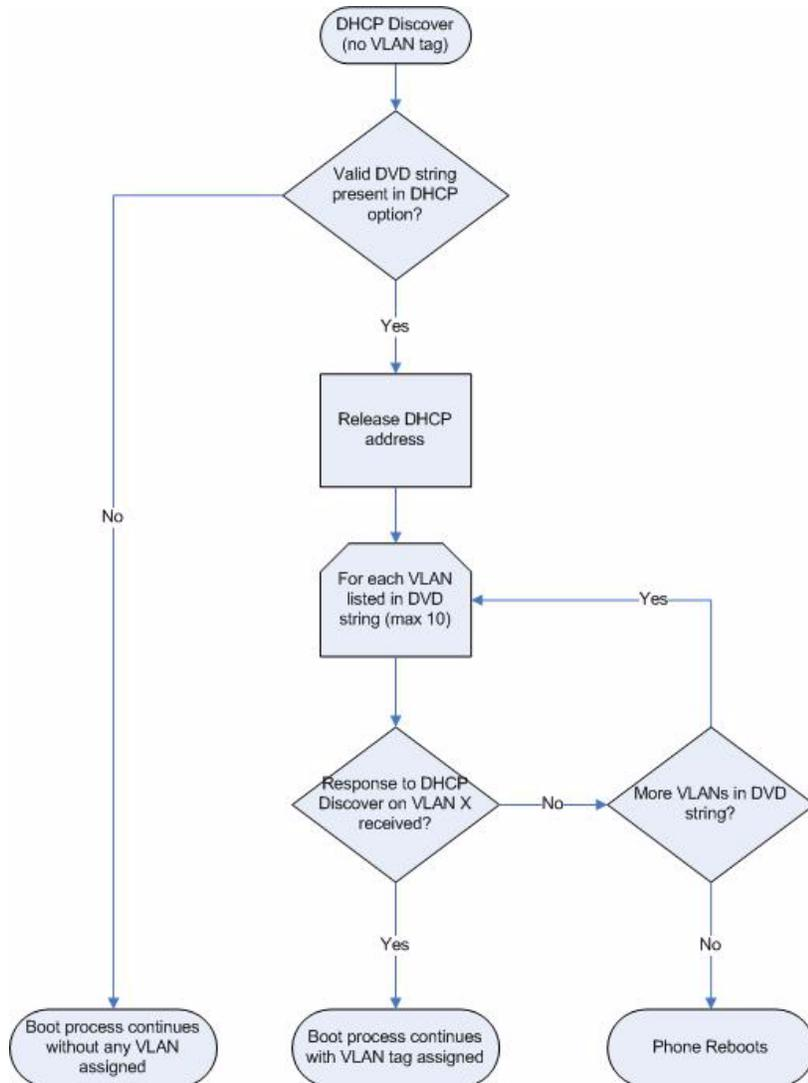 DHCP Discover
(no VLAN tag)
Valid DVD string
present in DHCP
option?
Yes
Release DHCP
address
No
For each VLAN
listed in DVD
string (max 10)
Yes
Response to DHCP
Discover on VLAN X
received?
No
More VLANs in DVD
string?
Yes
No
Boot process continues
without any VLAN
assigned
Boot process continues
with VLAN tag assigned
Phone Reboots